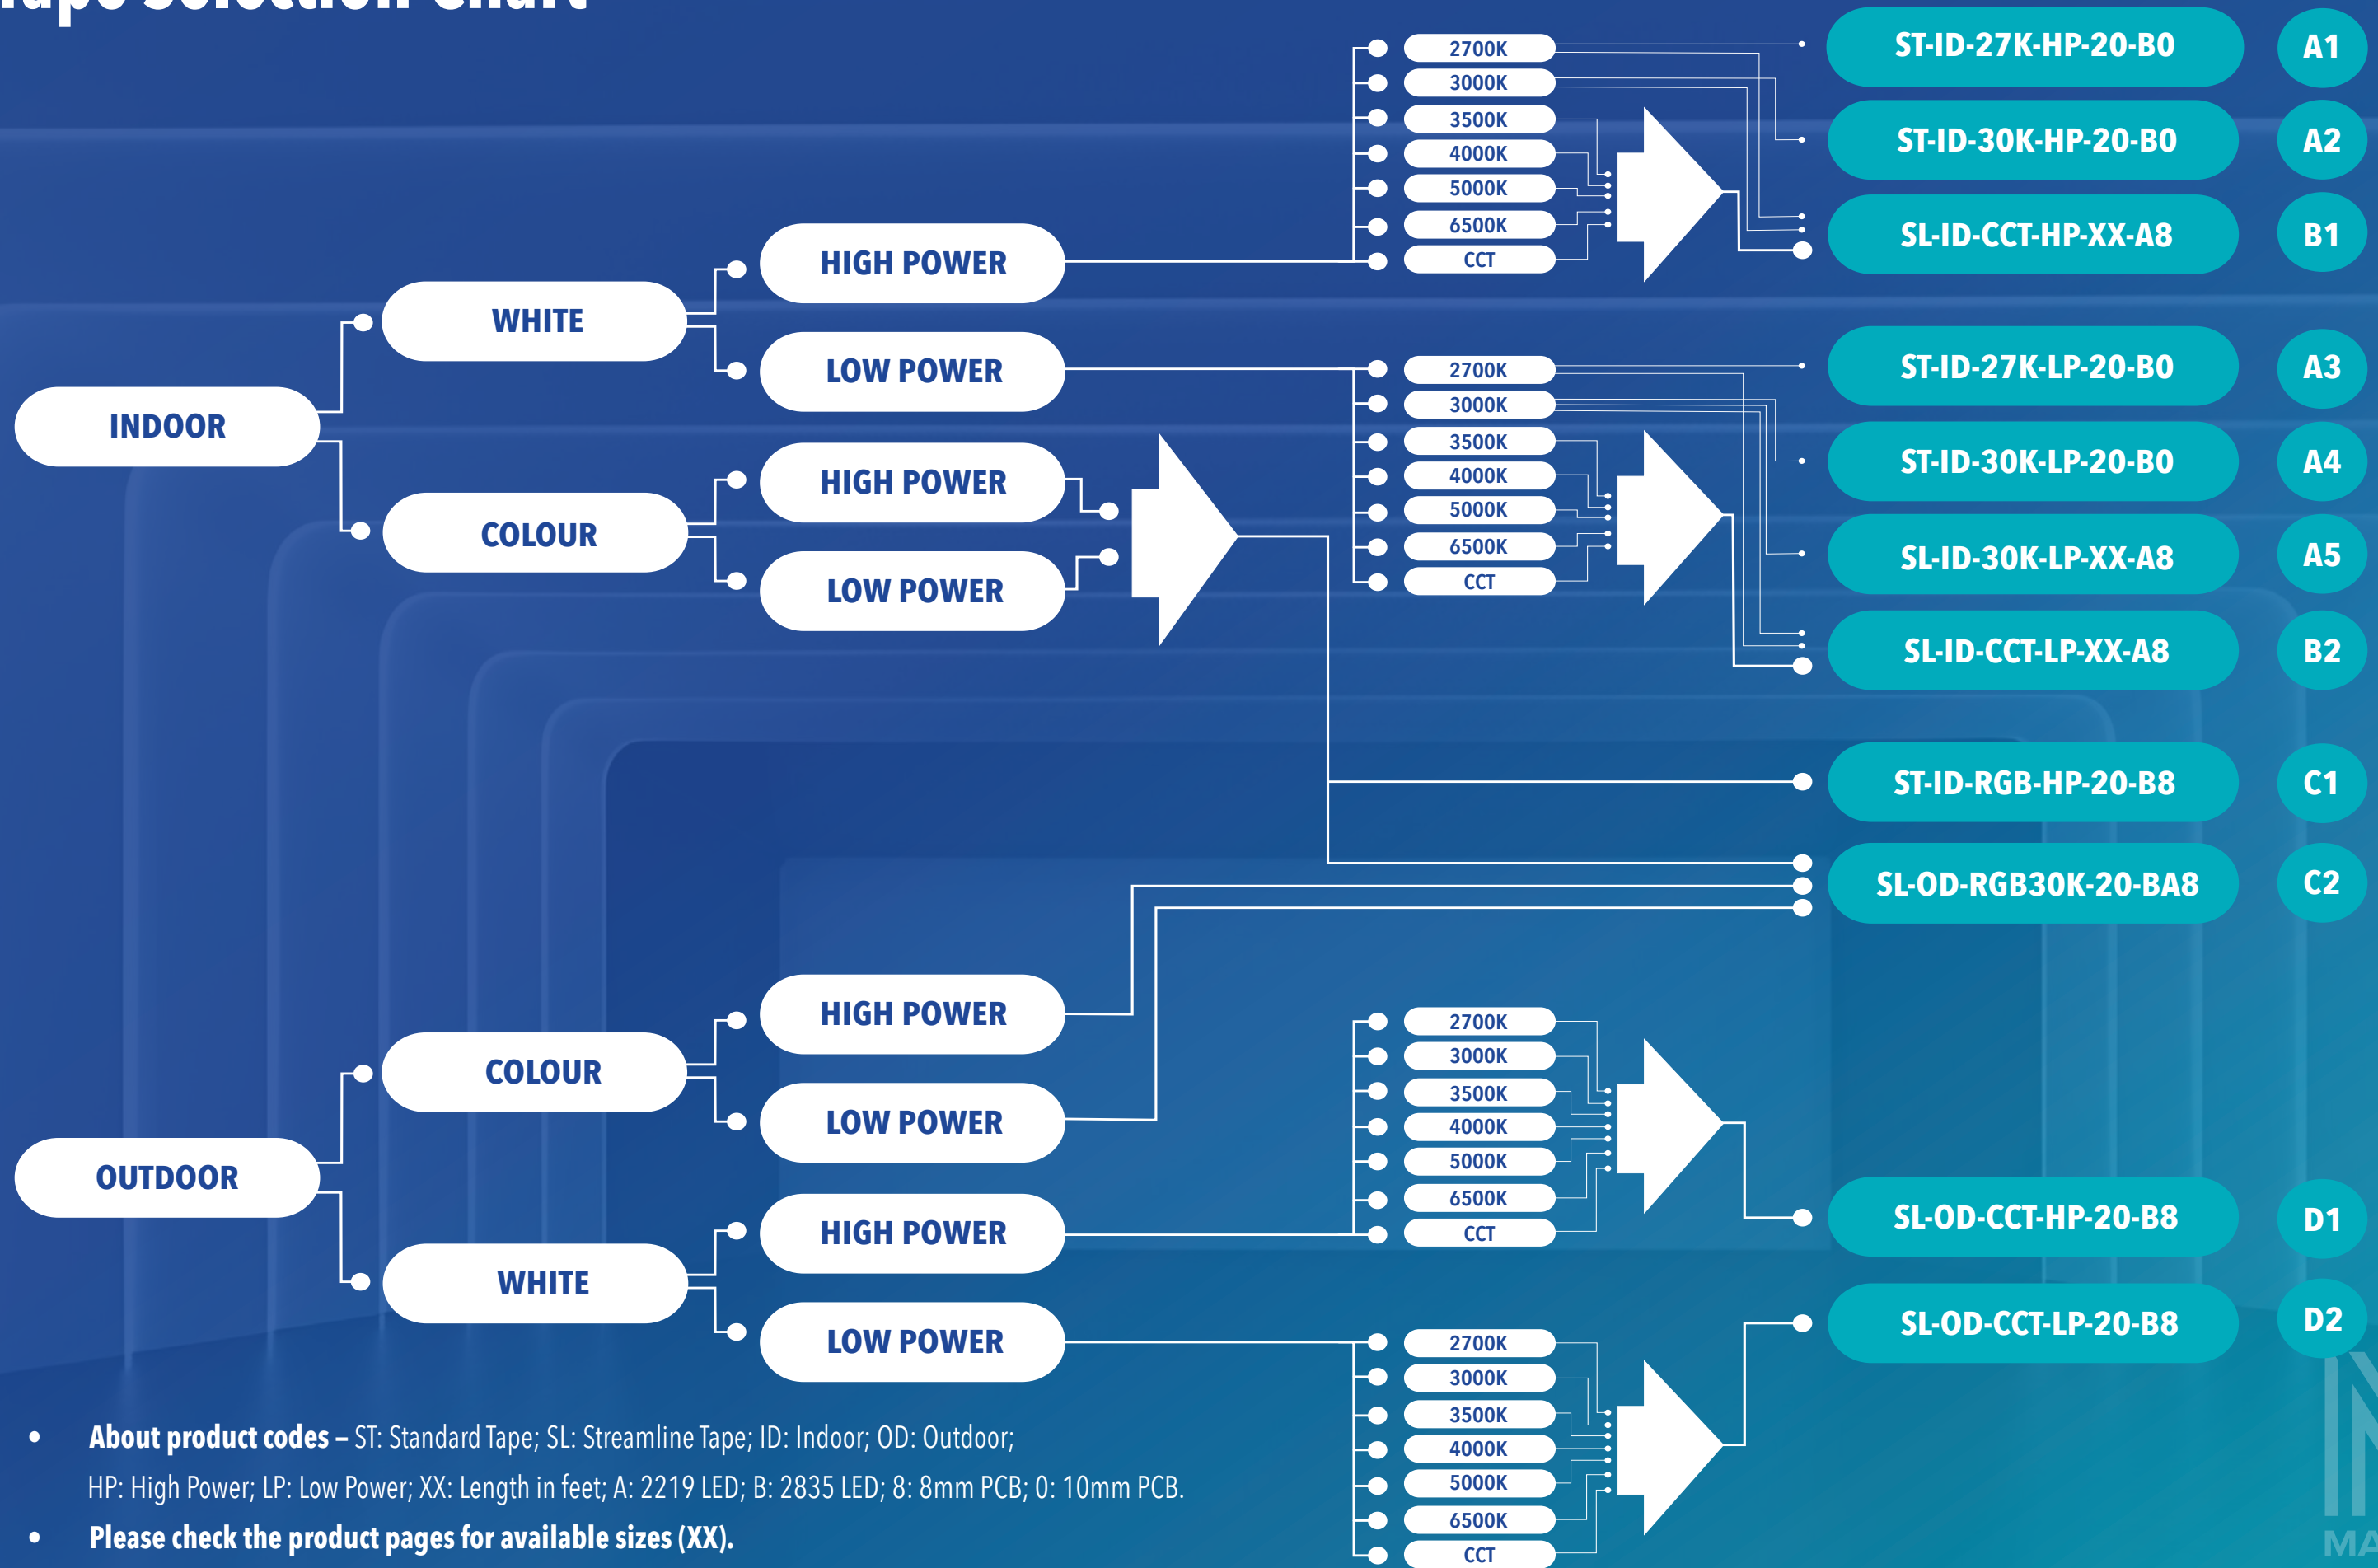 Tape Selection Chart
INDOOR
WHITE
HIGH POWER
LOW POWER
COLOUR
HIGH POWER
LOW POWER
2700K
3000K
3500K
4000K
5000K
6500K
CCT
2700K
3000K
3500K
4000K
5000K
6500K
CCT
ST-ID-27K-HP-20-B0 A1
ST-ID-30K-HP-20-B0 A2
SL-ID-CCT-HP-XX-A8 B1
ST-ID-27K-LP-20-B0 A3
ST-ID-30K-LP-20-B0 A4
SL-ID-30K-LP-XX-A8 A5
SL-ID-CCT-LP-XX-A8 B2
ST-ID-RGB-HP-20-B8 C1
SL-OD-RGB30K-20-BA8 C2
OUTDOOR
COLOUR
HIGH POWER
LOW POWER
WHITE
HIGH POWER
LOW POWER
2700K
3000K
3500K
4000K
5000K
6500K
CCT
2700K
3000K
3500K
4000K
5000K
6500K
CCT
SL-OD-CCT-HP-20-B8 D1
SL-OD-CCT-LP-20-B8 D2
• About product codes – ST: Standard Tape; SL: Streamline Tape; ID: Indoor; OD: Outdoor;
HP: High Power; LP: Low Power; XX: Length in feet; A: 2219 LED; B: 2835 LED; 8: 8mm PCB; 0: 10mm PCB.
• Please check the product pages for available sizes (XX).